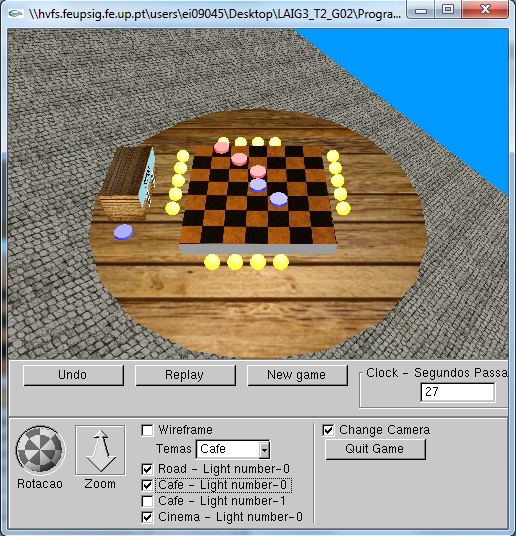 \\hvfs.feupsig.fe.up.pt\users\ei09045\Desktop\LAIG3_T2_G02\Progra...
Undo
Replay
New game
Clock - Segundos Passa
27
Wireframe
Change Camera
Temas
Cafe
Quit Game
Road - Light number-0
Rotacao
Zoom
Cafe - Light number-0
Cafe - Light number-1
Cinema - Light number-0